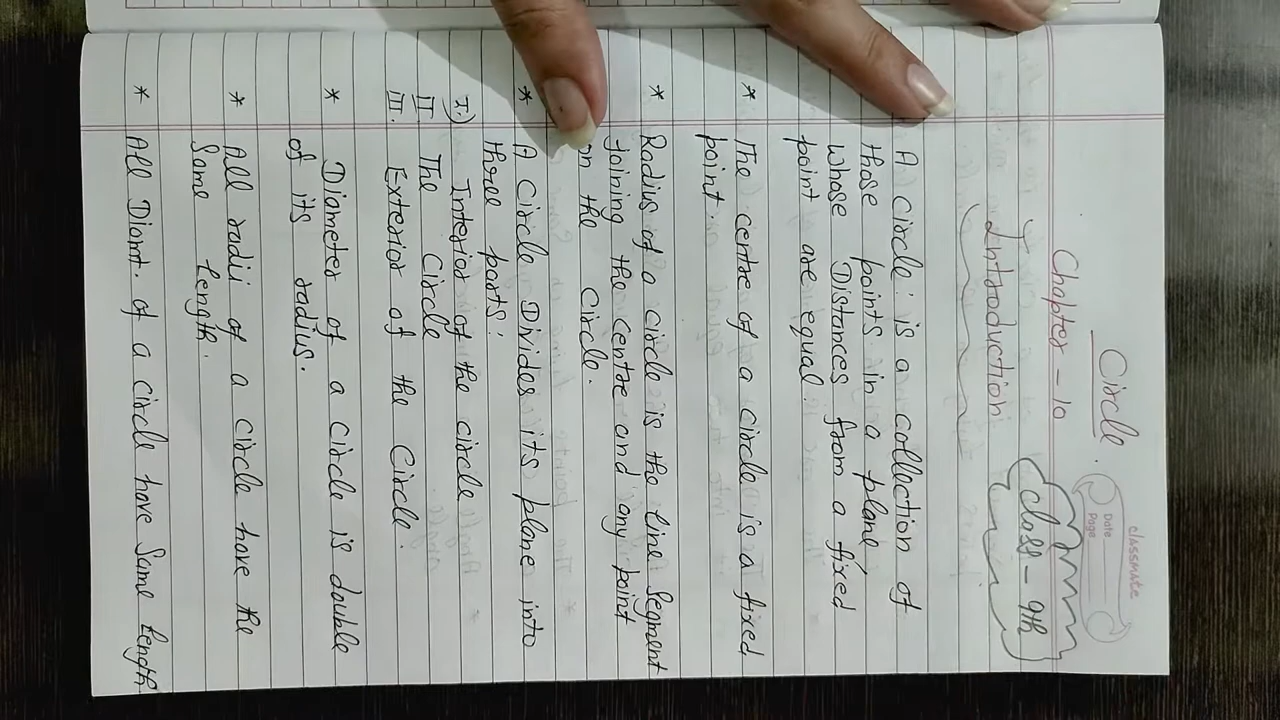 classmate
Date
Page
Circle.
Chapter - 10
Class - 9th
Introduction:
A circle is a collection of
those points in a plane
whose Distances from a fixed
point are equal.
* The centre of a circle is a fixed
point.
* Radius of a circle is the line Segment
joining the centre and any point
on the circle.
* A Circle Divides its plane into
three parts:
I.) Interior of the circle
II The Circle
III. Exterior of the Circle.
* Diameter of a circle is double
of its radius.
* All radii of a circle have the
Same length.
* All Diamt. of a circle have Same length